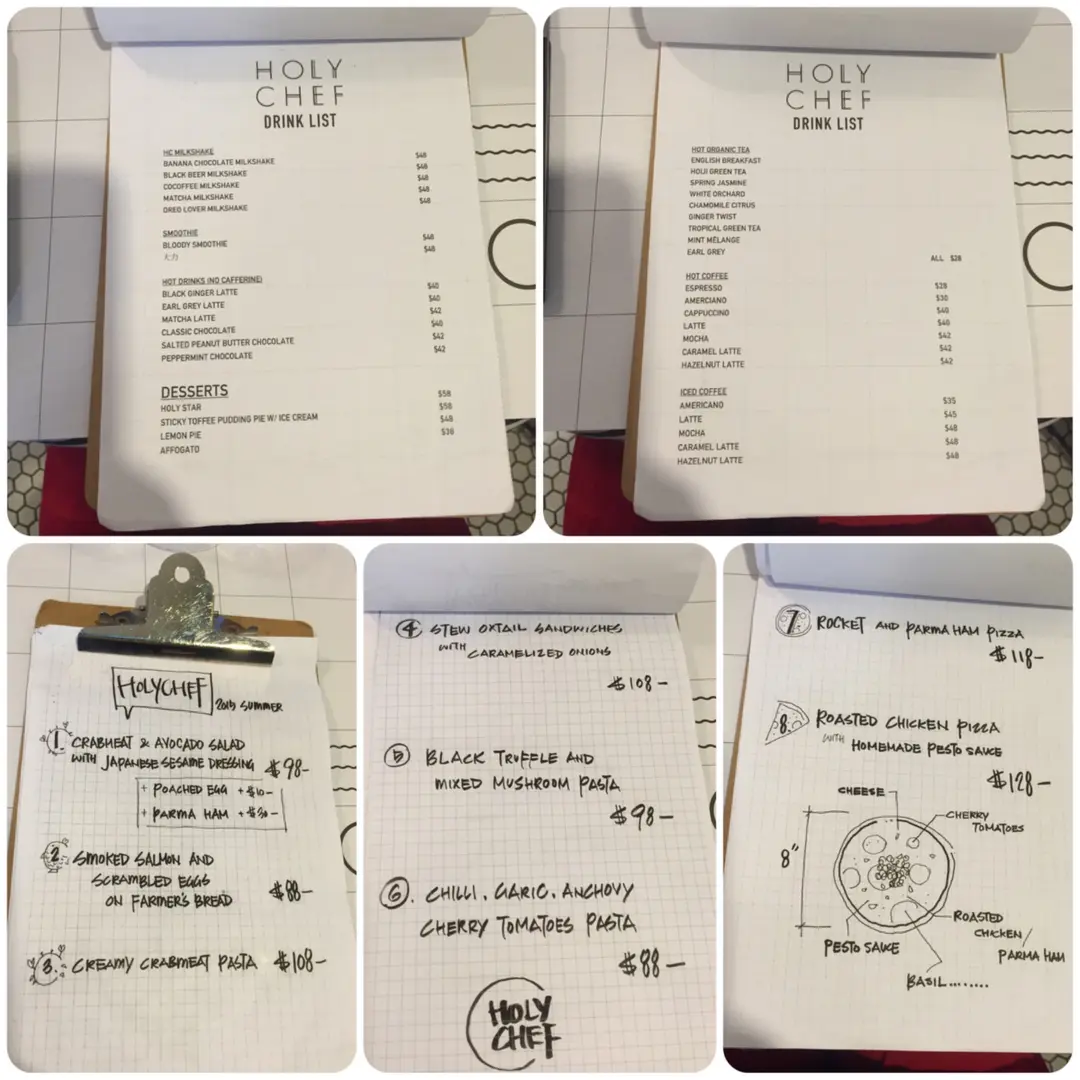 HOLY
CHEF
DRINK LIST
HC MILKSHAKE
BANANA CHOCOLATE MILKSHAKE $48
BLACK BEER MILKSHAKE $48
COCOFFEE MILKSHAKE $48
MATCHA MILKSHAKE $48
OREO LOVER MILKSHAKE $48
SMOOTHIE
BLOODY SMOOTHIE $48
大力 $48
HOT DRINKS (NO CAFFERINE)
BLACK GINGER LATTE $40
EARL GREY LATTE $40
MATCHA LATTE $42
CLASSIC CHOCOLATE $40
SALTED PEANUT BUTTER CHOCOLATE $42
PEPPERMINT CHOCOLATE $42
DESSERTS
HOLY STAR $58
STICKY TOFFEE PUDDING PIE W/ ICE CREAM $58
LEMON PIE $48
AFFOGATO $36
HOLY
CHEF
DRINK LIST
HOT ORGANIC TEA
ENGLISH BREAKFAST
HOJI GREEN TEA
SPRING JASMINE
WHITE ORCHARD
CHAMOMILE CITRUS
GINGER TWIST
TROPICAL GREEN TEA
MINT MELANGE
EARL GREY
ALL $28
HOT COFFEE
ESPRESSO $28
AMERCIANO $30
CAPPUCCINO $40
LATTE $40
MOCHA $42
CARAMEL LATTE $42
HAZELNUT LATTE $42
ICED COFFEE
AMERICANO $35
LATTE $45
MOCHA $48
CARAMEL LATTE $48
HAZELNUT LATTE $48
HOLYCHEF 2015 SUMMER
1. CRABMEAT & AVOCADO SALAD
WITH JAPANESE SESAME DRESSING $98-
+ POACHED EGG +$10-
+ PARMA HAM +$30-
2. SMOKED SALMON AND
SCRAMBLED EGGS
ON FARMER'S BREAD $88-
3. CREAMY CRABMEAT PASTA $108-
4 STEW OXTAIL SANDWICHES
WITH CARAMELIZED ONIONS
$108-
5 BLACK TRUFFLE AND
MIXED MUSHROOM PASTA
$98-
6. CHILLI. GARIC. ANCHOVY
CHERRY TOMATOES PASTA
$88-
HOLY
CHEF
7. ROCKET AND PARMA HAM PIZZA
$118-
8. ROASTED CHICKEN PIZZA
WITH HOMEMADE PESTO SAUCE
$128-
CHEESE
CHERRY
TOMATOES
8"
ROASTED
CHICKEN/
PARMA HAM
PESTO SAUCE
BASIL........